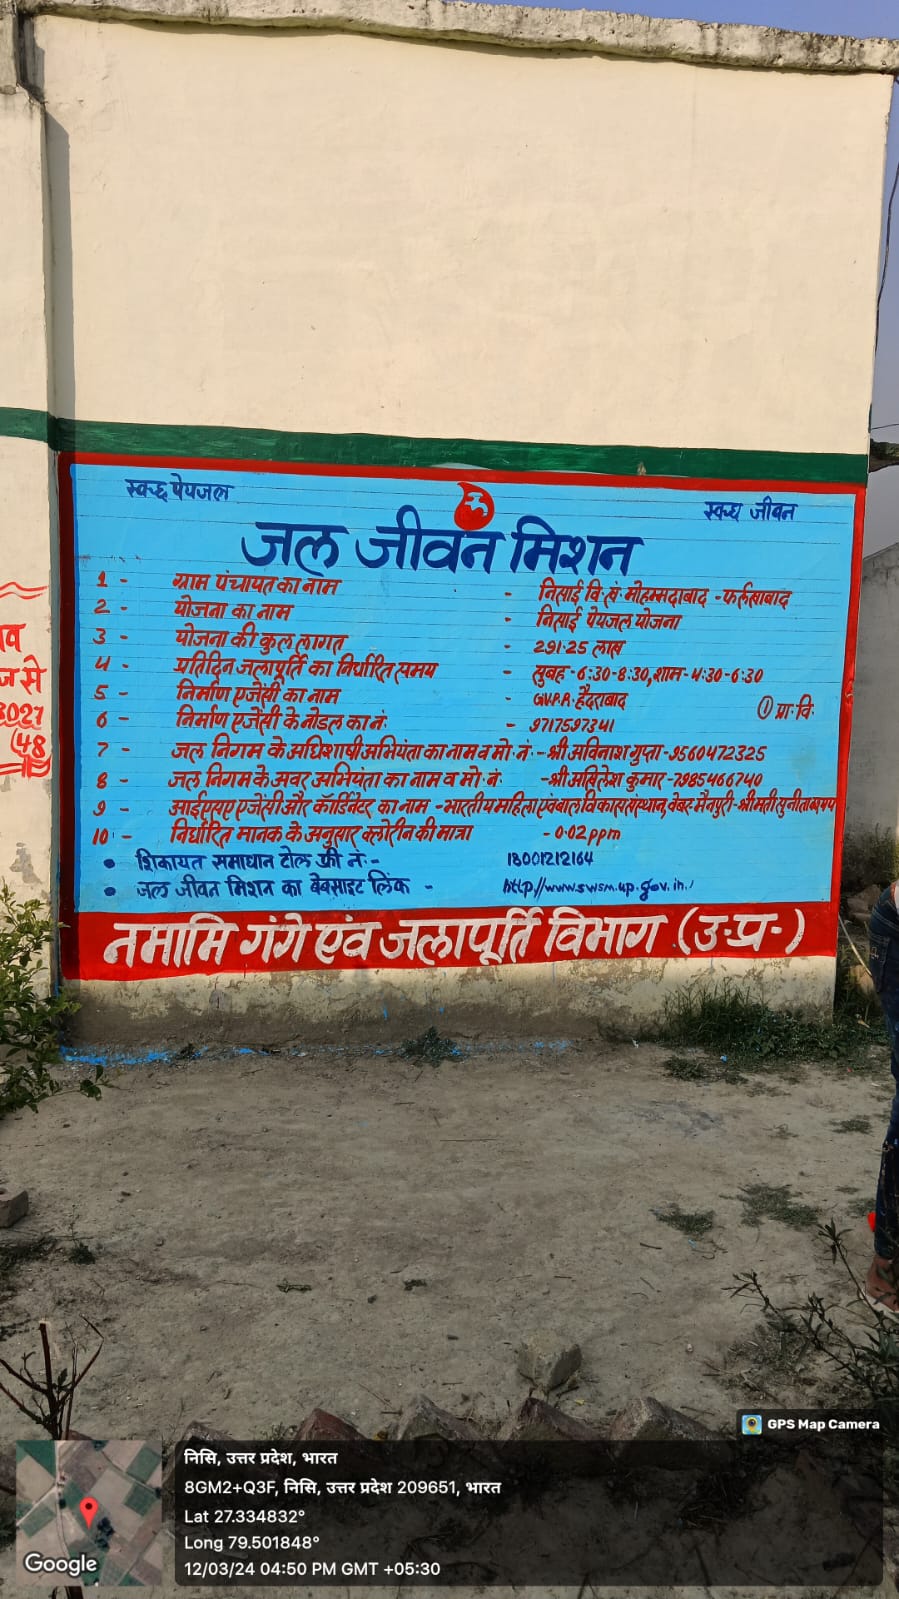 स्वच्छ पेयजल
स्वच्छ जीवन
जल जीवन मिशन
1 - ग्राम पंचायत का नाम - निसाई वि.खं. मोहम्मदाबाद - फर्रुखाबाद
2 - योजना का नाम - निसाई पेयजल योजना
3 - योजना की कुल लागत - 291.25 लाख
4 - प्रतिदिन जलापूर्ति का निर्धारित समय - सुबह - 6:30-8:30, शाम - 4:30-6:30
5 - निर्माण एजेंसी का नाम - G.V.P.R. हैदराबाद
① प्रा. वि.
6 - निर्माण एजेंसी के नोडल का नं. - 9717597341
7 - जल निगम के अधिशाषी अभियंता का नाम व मो. नं. - श्री अविनाश गुप्ता - 9560472325
8 - जल निगम के अवर अभियंता का नाम व मो. नं. - श्री अखिलेश कुमार - 7985466740
9 - आईएसए एजेंसी और कॉर्डिनेटर का नाम - भारतीय महिला एवं बाल विकास संस्थान, बेबर मैनपुरी - श्रीमती सुनीता
10 - निर्धारित मानक के अनुसार क्लोरीन की मात्रा - 0.02 ppm
• शिकायत समाधान टोल फ्री नं. - 18001212164
• जल जीवन मिशन का बेबसाइट लिंक - http://www.swsm.up.gov.in/
नमामि गंगे एंव जलापूर्ति विभाग (उ.प्र.)
से
(48
GPS Map Camera
निसि, उत्तर प्रदेश, भारत
8GM2+Q3F, निसि, उत्तर प्रदेश 209651, भारत
Lat 27.334832°
Long 79.501848°
12/03/24 04:50 PM GMT +05:30
Google